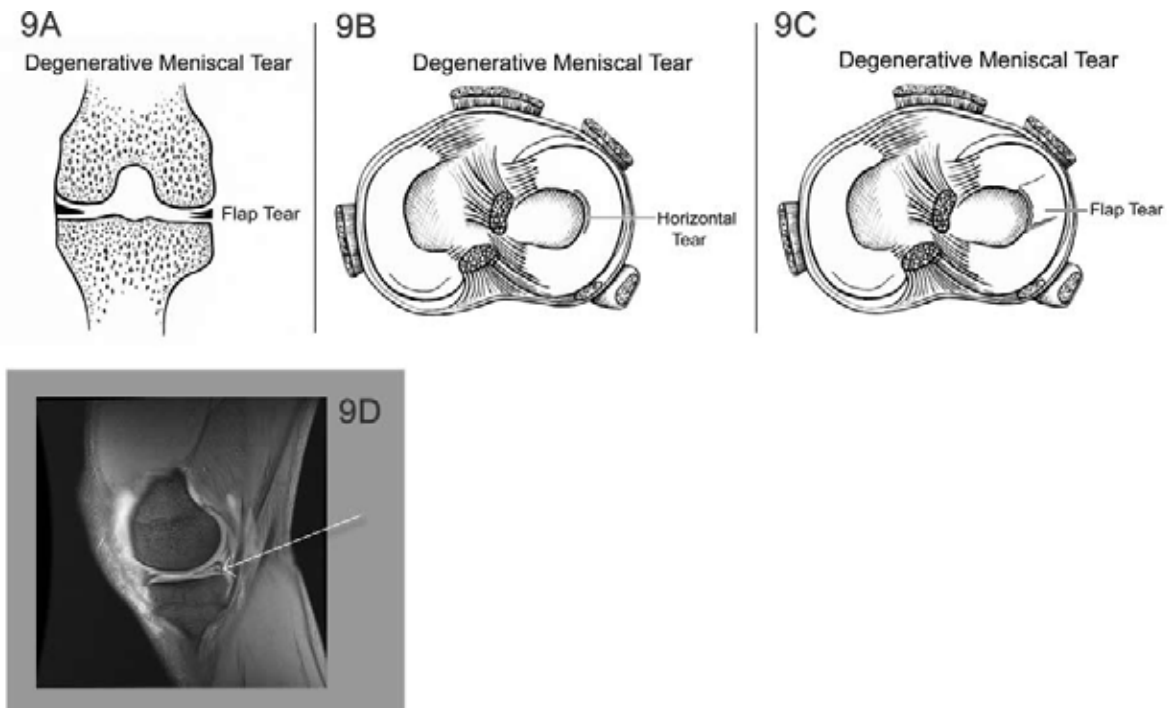 9A
Degenerative Meniscal Tear
Flap Tear
9B
Degenerative Meniscal Tear
Horizontal
Tear
9C
Degenerative Meniscal Tear
Flap Tear
9D